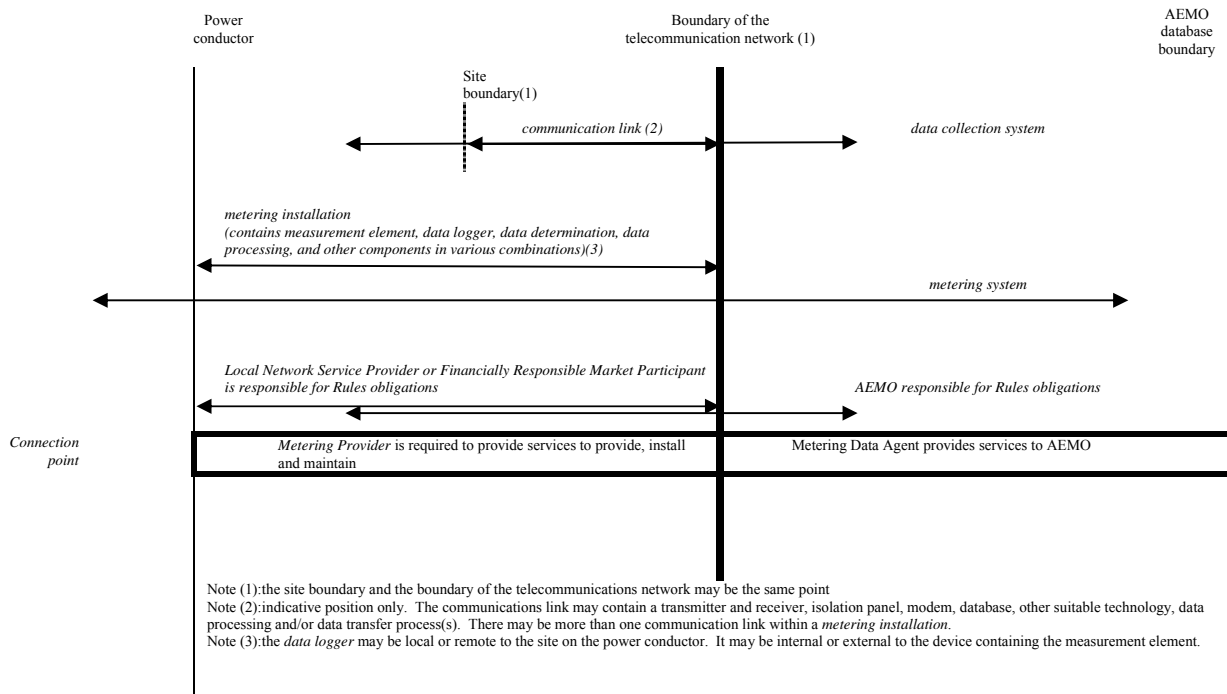 Power
conductor
Boundary of the
telecommunication network (1)
AEMO
database
boundary
Site
boundary(1)
communication link (2)
data collection system
metering installation
(contains measurement element, data logger, data determination, data
processing, and other components in various combinations)(3)
metering system
Local Network Service Provider or Financially Responsible Market Participant
is responsible for Rules obligations
AEMO responsible for Rules obligations
Connection
point
Metering Provider is required to provide services to provide, install
and maintain
Metering Data Agent provides services to AEMO
Note (1):the site boundary and the boundary of the telecommunications network may be the same point
Note (2):indicative position only. The communications link may contain a transmitter and receiver, isolation panel, modem, database, other suitable technology, data
processing and/or data transfer process(s). There may be more than one communication link within a metering installation.
Note (3):the data logger may be local or remote to the site on the power conductor. It may be internal or external to the device containing the measurement element.